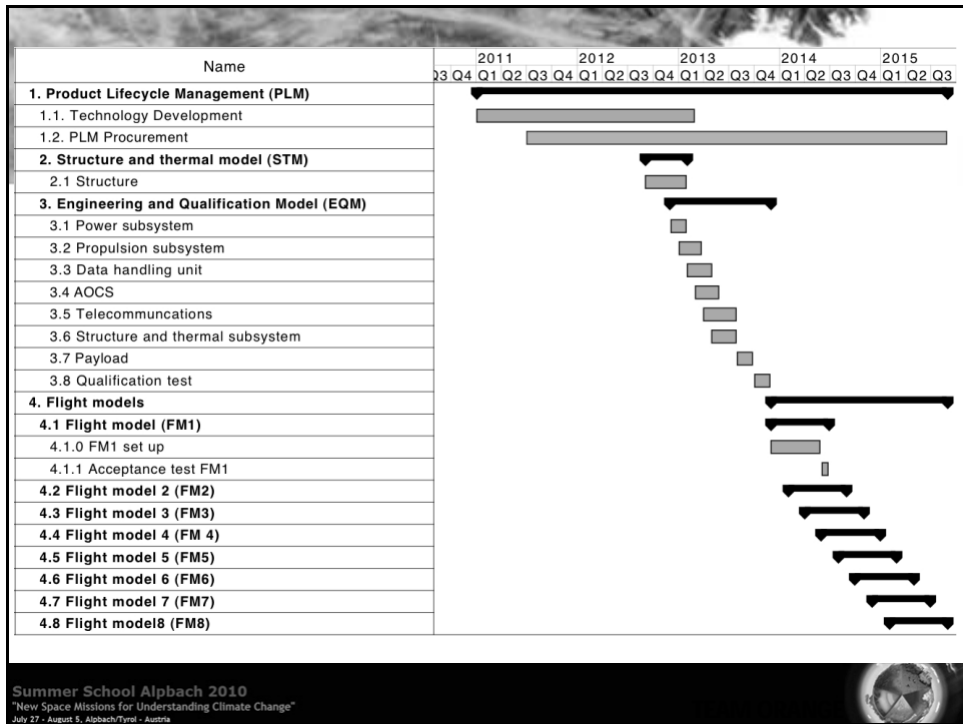 Name
2011 2012 2013 2014 2015
Q3 Q4 Q1 Q2 Q3 Q4 Q1 Q2 Q3 Q4 Q1 Q2 Q3 Q4 Q1 Q2 Q3 Q4 Q1 Q2 Q3
1. Product Lifecycle Management (PLM)
1.1. Technology Development
1.2. PLM Procurement
2. Structure and thermal model (STM)
2.1 Structure
3. Engineering and Qualification Model (EQM)
3.1 Power subsystem
3.2 Propulsion subsystem
3.3 Data handling unit
3.4 AOCS
3.5 Telecommuncations
3.6 Structure and thermal subsystem
3.7 Payload
3.8 Qualification test
4. Flight models
4.1 Flight model (FM1)
4.1.0 FM1 set up
4.1.1 Acceptance test FM1
4.2 Flight model 2 (FM2)
4.3 Flight model 3 (FM3)
4.4 Flight model 4 (FM 4)
4.5 Flight model 5 (FM5)
4.6 Flight model 6 (FM6)
4.7 Flight model 7 (FM7)
4.8 Flight model8 (FM8)
Summer School Alpbach 2010
"New Space Missions for Understanding Climate Change"
July 27 - August 5, Alpbach/Tyrol - Austria